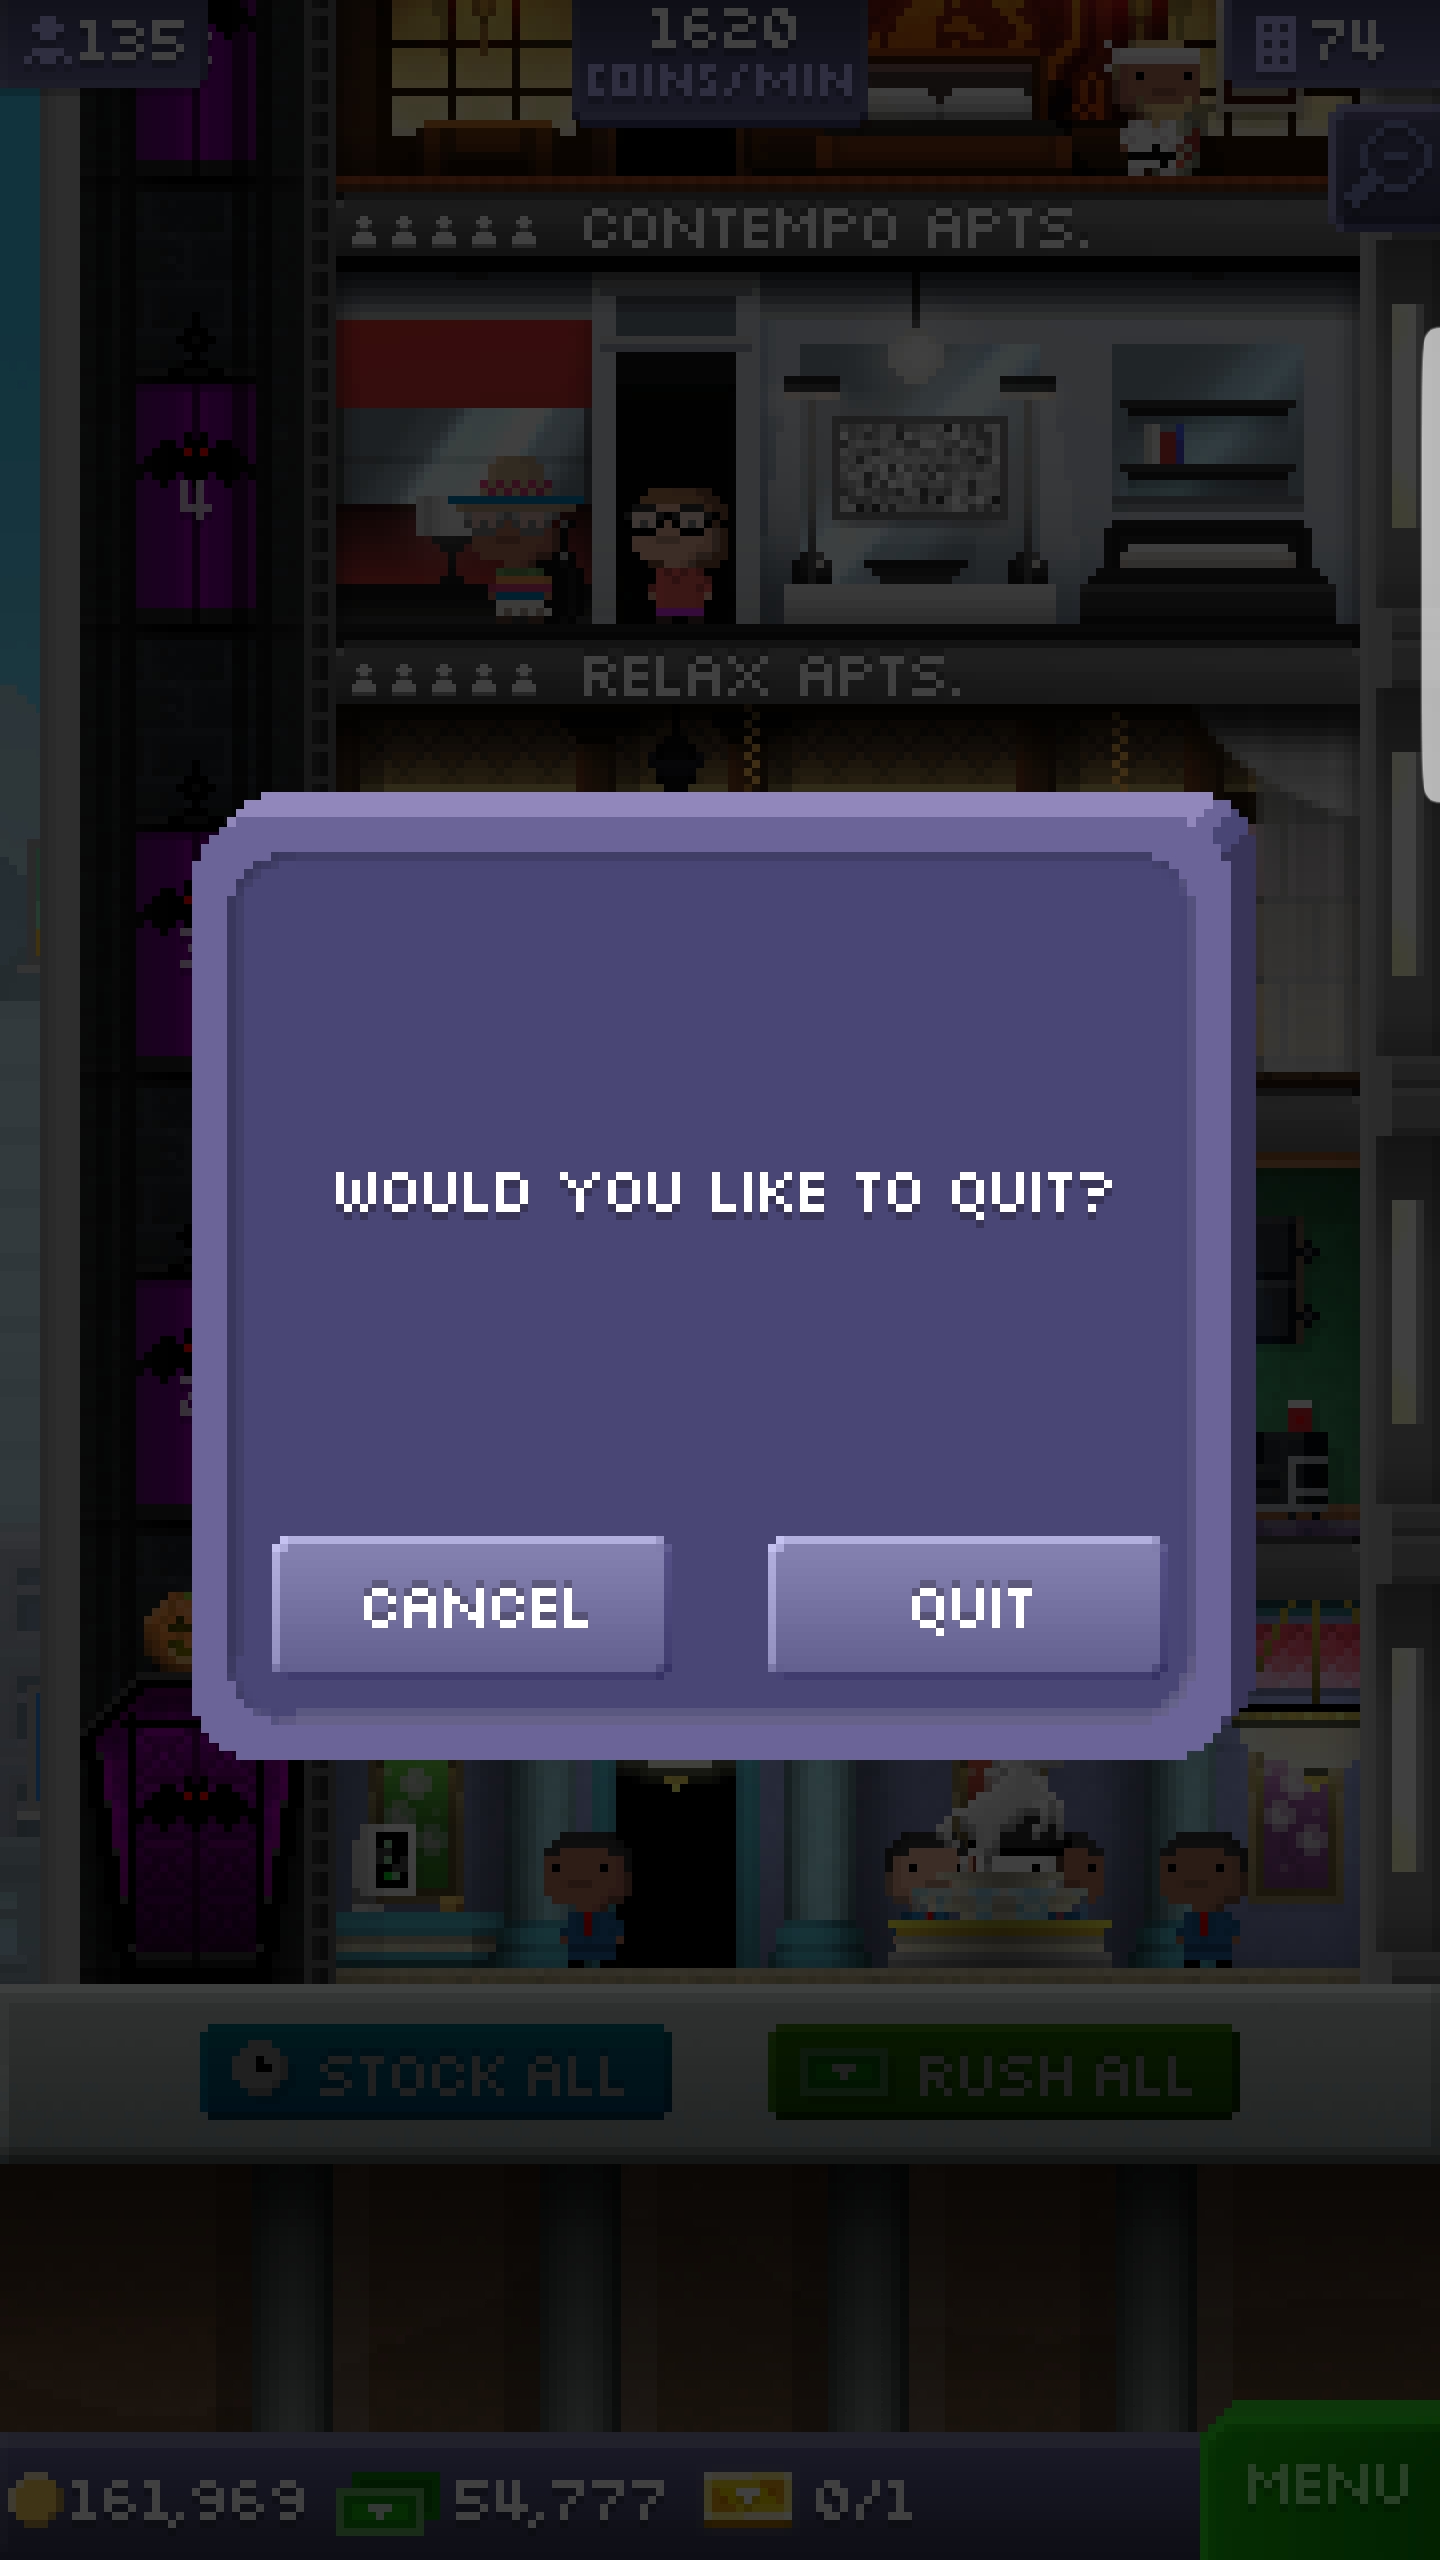 135
1620
COINS/MIN
74
CONTEMPO APTS.
4
RELAX APTS.
WOULD YOU LIKE TO QUIT?
CANCEL
QUIT
STOCK ALL
RUSH ALL
161,969
54,777
0/1
MENU